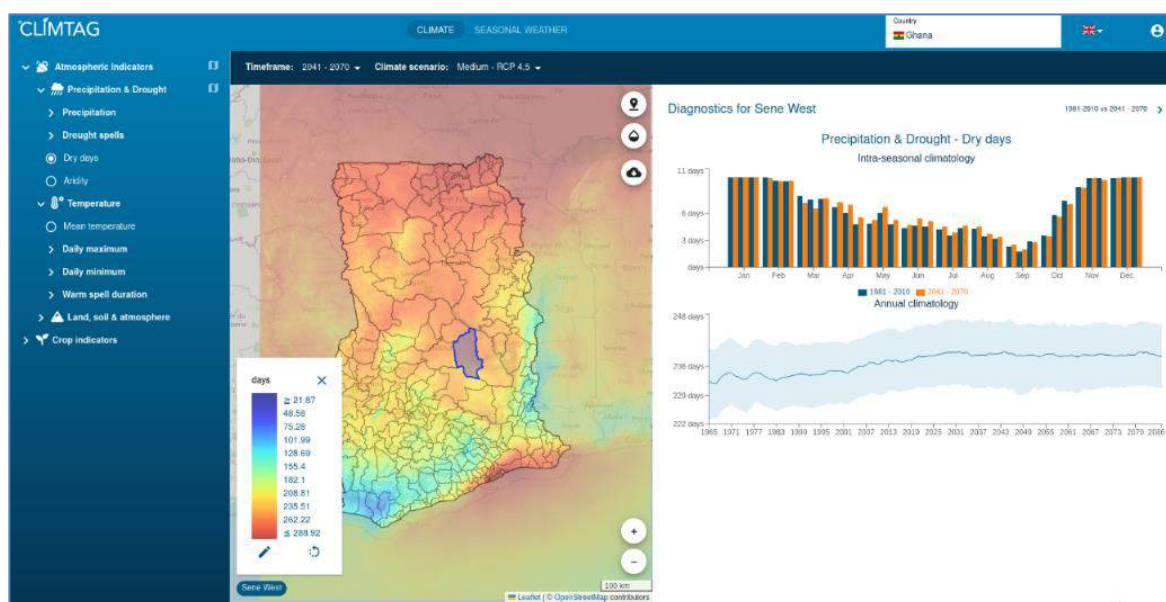 CLIMTAG
CLIMATE
SEASONAL WEATHER
Country
Ghana
Atmospheric Indicators
Precipitation & Drought
Precipitation
Drought spells
Dry days
Aridity
Temperature
Mean temperature
Daily maximum
Daily minimum
Warm spell duration
Land, soil & atmosphere
Crop indicators
Timeframe: 2041 - 2070 Climate scenario: Medium - RCP 4.5
days
≥ 21.87
48.56
75.26
101.99
128.69
155.4
182.1
208.81
235.51
262.22
≤ 288.92
Sene West
100 km
Leaflet | © OpenStreetMap contributors
Diagnostics for Sene West
1981-2010 vs 2041 - 2070
Precipitation & Drought - Dry days
Intra-seasonal climatology
11 days
6 days
3 days
days
Jan Feb Mar Apr May Jun Jul Aug Sep Oct Nov Dec
1981 - 2010 2041 - 2070
Annual climatology
248 days
236 days
229 days
222 days
1965 1971 1977 1983 1989 1995 2001 2007 2013 2019 2025 2031 2037 2043 2049 2055 2061 2067 2073 2079 2086